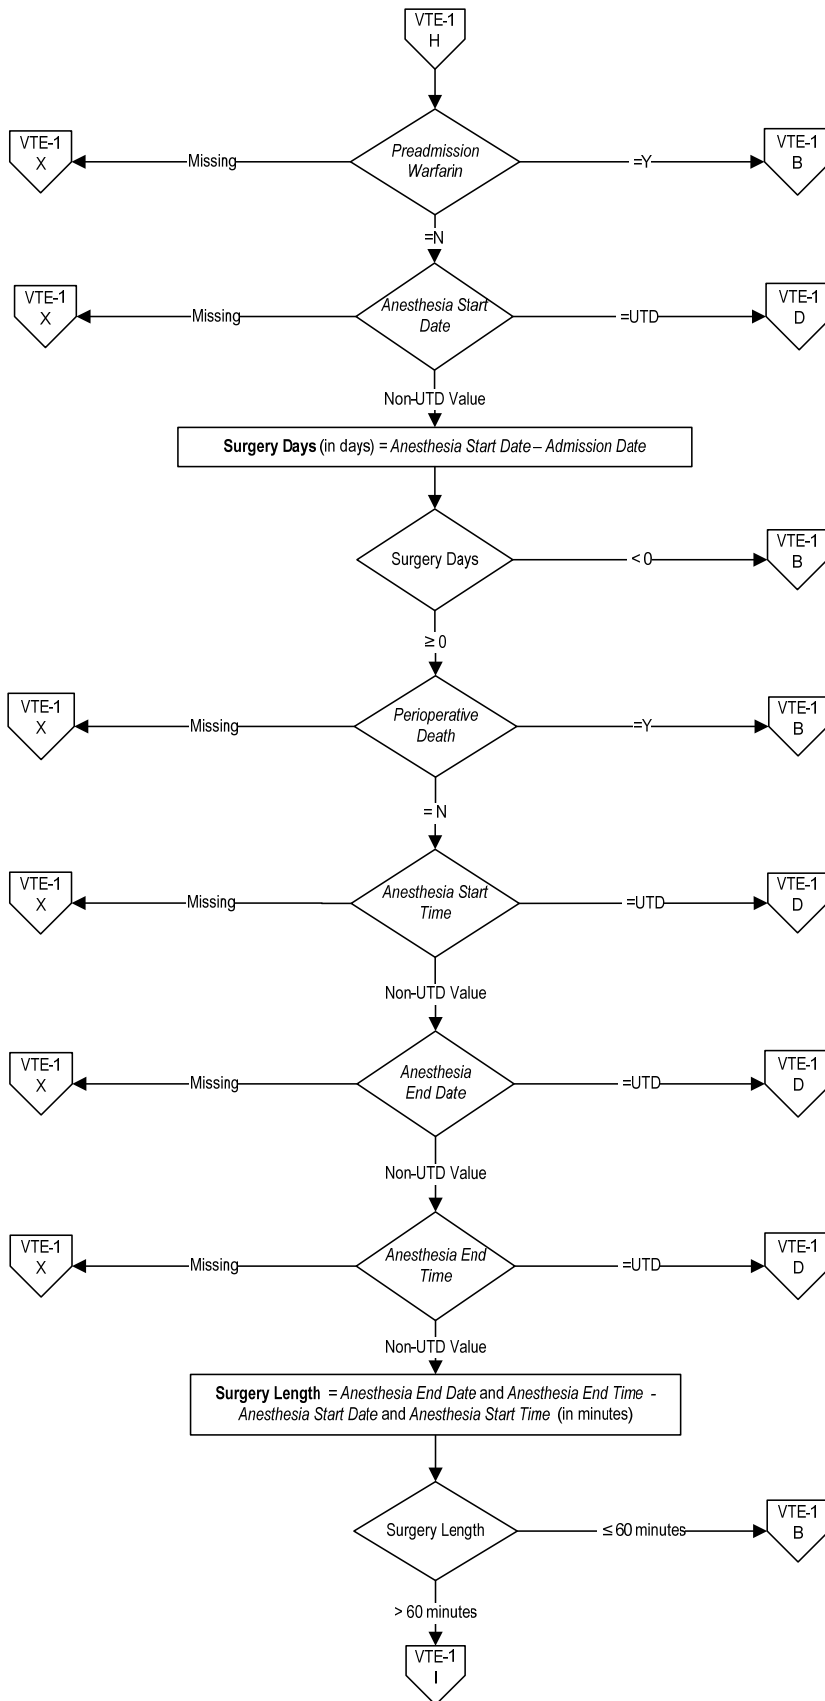 VTE-1
H
VTE-1
X
Missing
Preadmission
Warfarin
=Y
VTE-1
B
=N
VTE-1
X
Missing
Anesthesia Start
Date
=UTD
VTE-1
D
Non-UTD Value
Surgery Days (in days) = Anesthesia Start Date – Admission Date
Surgery Days
< 0
VTE-1
B
≥ 0
VTE-1
X
Missing
Perioperative
Death
=Y
VTE-1
B
= N
VTE-1
X
Missing
Anesthesia Start
Time
=UTD
VTE-1
D
Non-UTD Value
VTE-1
X
Missing
Anesthesia
End Date
=UTD
VTE-1
D
Non-UTD Value
VTE-1
X
Missing
Anesthesia End
Time
=UTD
VTE-1
D
Non-UTD Value
Surgery Length = Anesthesia End Date and Anesthesia End Time -
Anesthesia Start Date and Anesthesia Start Time (in minutes)
Surgery Length
≤ 60 minutes
VTE-1
B
> 60 minutes
VTE-1
I